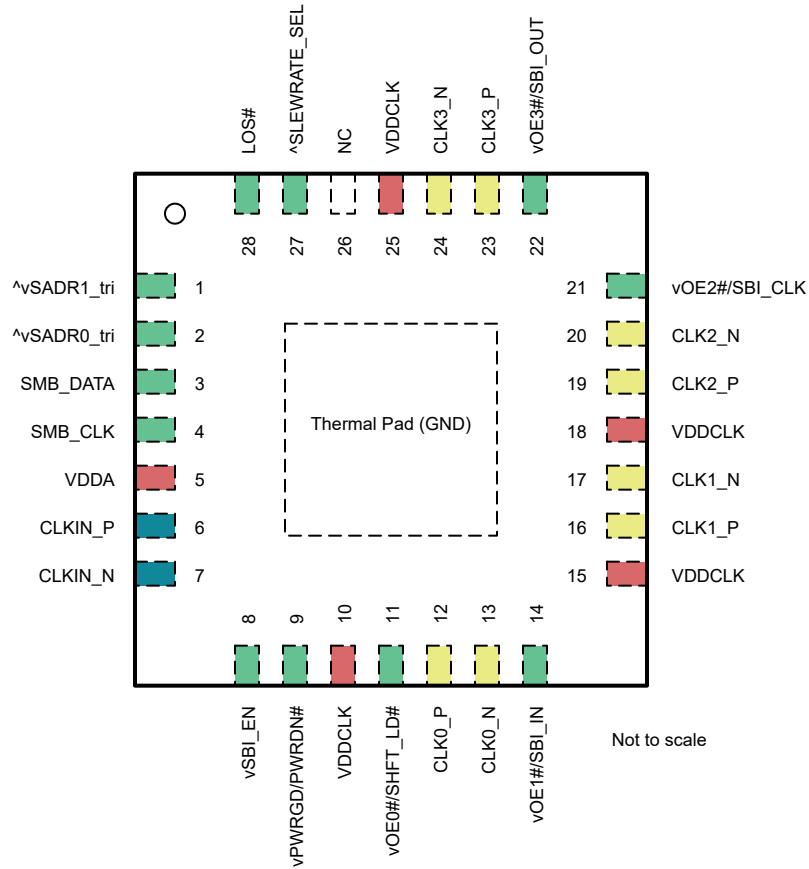 LOS#
^SLEWRATE_SEL
NC
VDDCLK
CLK3_N
CLK3_P
vOE3#/SBI_OUT
28
27
26
25
24
23
22
^vSADR1_tri 1
^vSADR0_tri 2
SMB_DATA 3
SMB_CLK 4
VDDA 5
CLKIN_P 6
CLKIN_N 7
Thermal Pad (GND)
21 vOE2#/SBI_CLK
20 CLK2_N
19 CLK2_P
18 VDDCLK
17 CLK1_N
16 CLK1_P
15 VDDCLK
8
9
10
11
12
13
14
vSBI_EN
vPWRGD/PWRDN#
VDDCLK
vOE0#/SHFT_LD#
CLK0_P
CLK0_N
vOE1#/SBI_IN
Not to scale